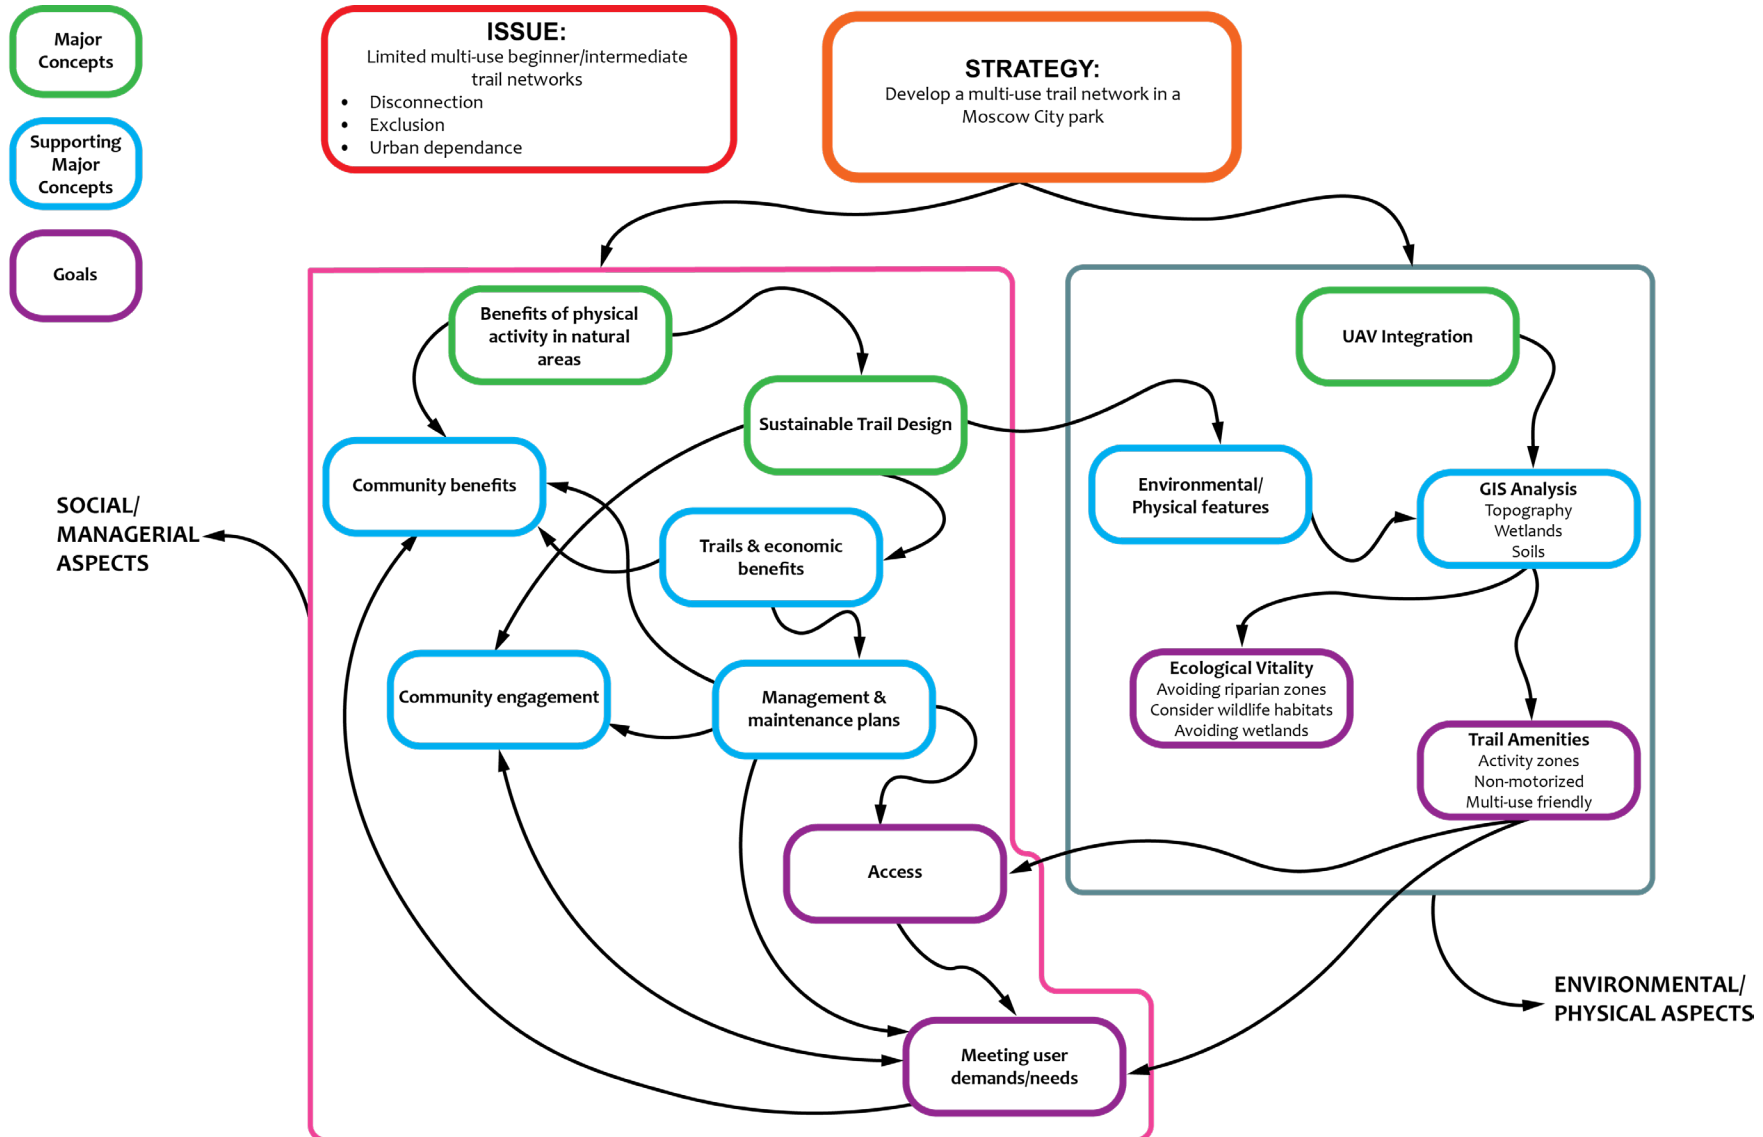 Major
Concepts
Supporting
Major
Concepts
Goals
ISSUE:
Limited multi-use beginner/intermediate
trail networks
• Disconnection
• Exclusion
• Urban dependance
STRATEGY:
Develop a multi-use trail network in a
Moscow City park
Benefits of physical
activity in natural
areas
Sustainable Trail Design
Community benefits
Trails & economic
benefits
Community engagement
Management &
maintenance plans
Access
Meeting user
demands/needs
SOCIAL/
MANAGERIAL
ASPECTS
UAV Integration
Environmental/
Physical features
GIS Analysis
Topography
Wetlands
Soils
Ecological Vitality
Avoiding riparian zones
Consider wildlife habitats
Avoiding wetlands
Trail Amenities
Activity zones
Non-motorized
Multi-use friendly
ENVIRONMENTAL/
PHYSICAL ASPECTS